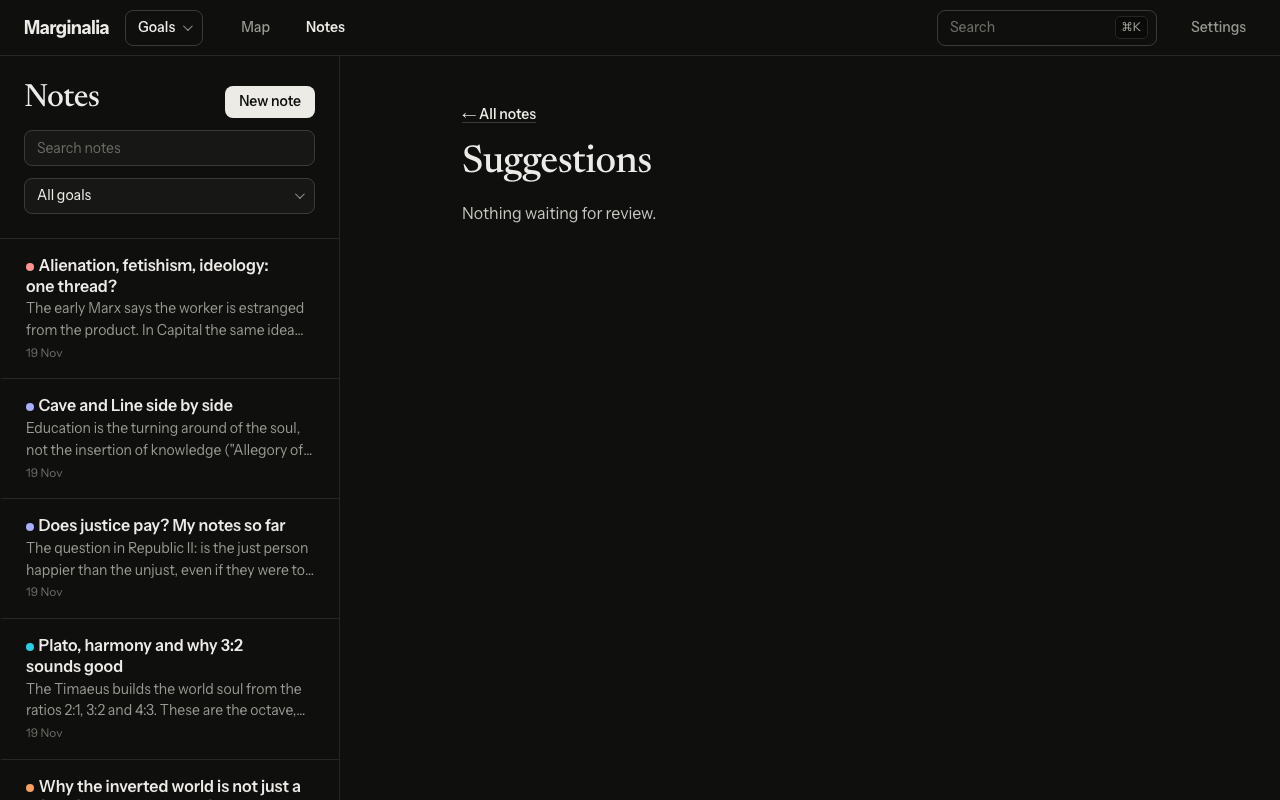 Marginalia Goals Map Notes Search ⌘K Settings
Notes
New note
Search notes
All goals
Alienation, fetishism, ideology:
one thread?
The early Marx says the worker is estranged
from the product. In Capital the same idea...
19 Nov
Cave and Line side by side
Education is the turning around of the soul,
not the insertion of knowledge ("Allegory of...
19 Nov
Does justice pay? My notes so far
The question in Republic II: is the just person
happier than the unjust, even if they were to...
19 Nov
Plato, harmony and why 3:2
sounds good
The Timaeus builds the world soul from the
ratios 2:1, 3:2 and 4:3. These are the octave,...
19 Nov
Why the inverted world is not just a
← All notes
Suggestions
Nothing waiting for review.